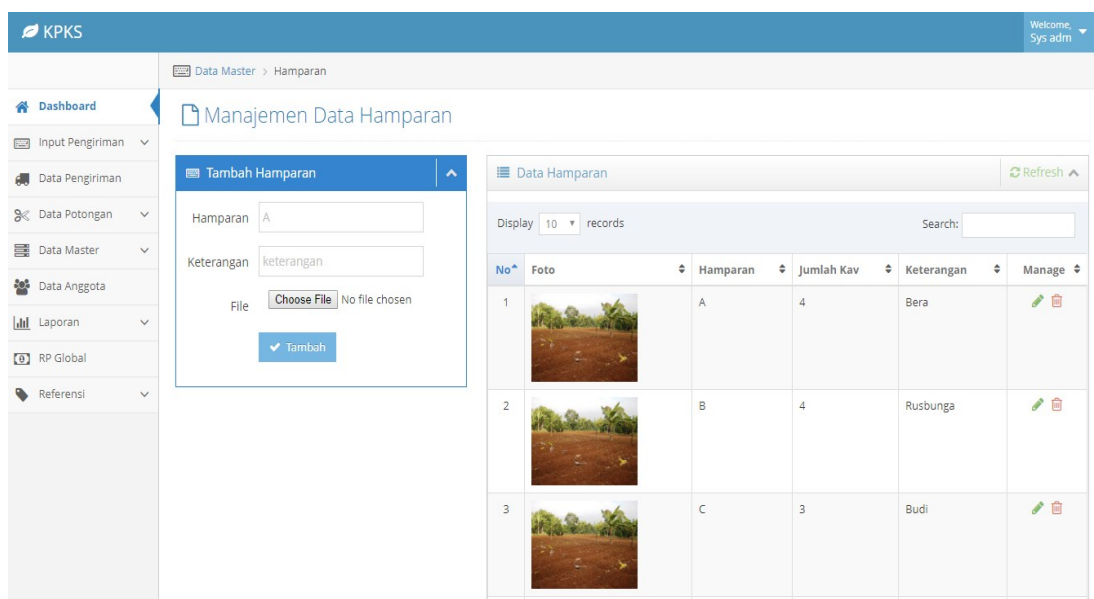 KPKS
Welcome,
Sys adm
Data Master > Hamparan
Dashboard
Input Pengiriman
Data Pengiriman
Data Potongan
Data Master
Data Anggota
Laporan
RP Global
Referensi
Manajemen Data Hamparan
Tambah Hamparan
Hamparan A
Keterangan keterangan
File Choose File No file chosen
Tambah
Data Hamparan Refresh
Display 10 records Search:
No Foto Hamparan Jumlah Kav Keterangan Manage
1 A 4 Bera
2 B 4 Rusbunga
3 C 3 Budi